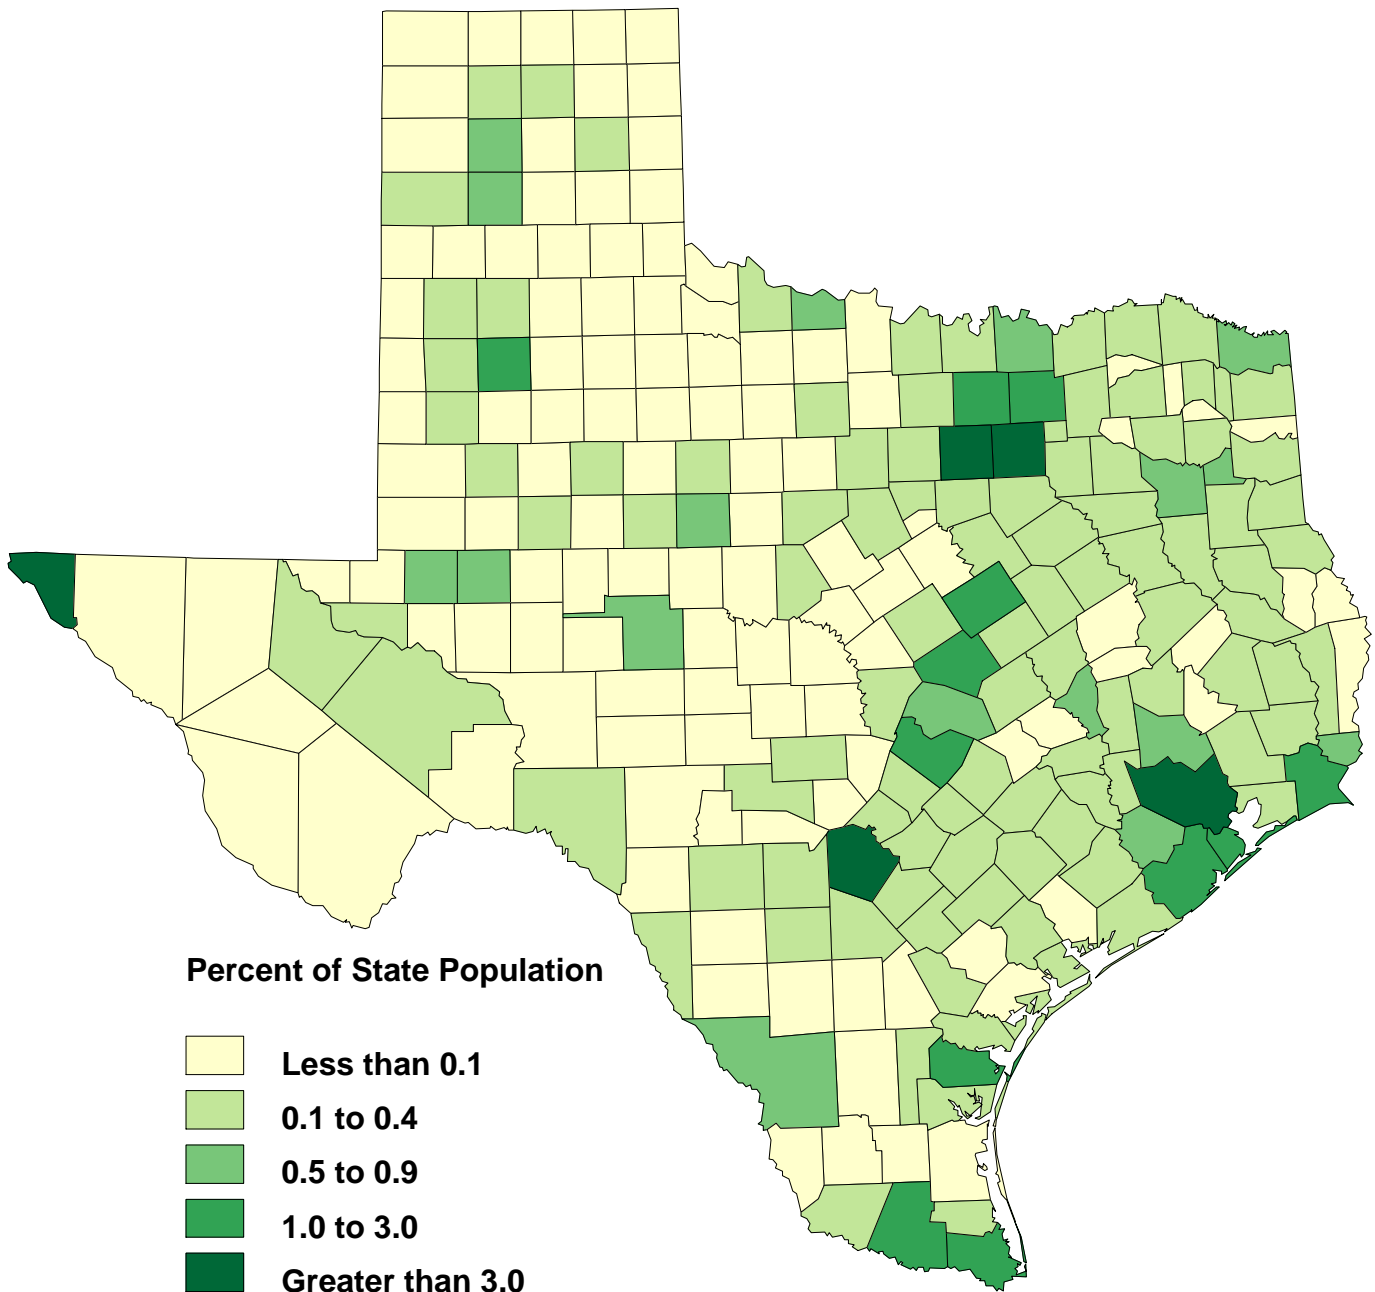 Percent of State Population
Less than 0.1
0.1 to 0.4
0.5 to 0.9
1.0 to 3.0
Greater than 3.0